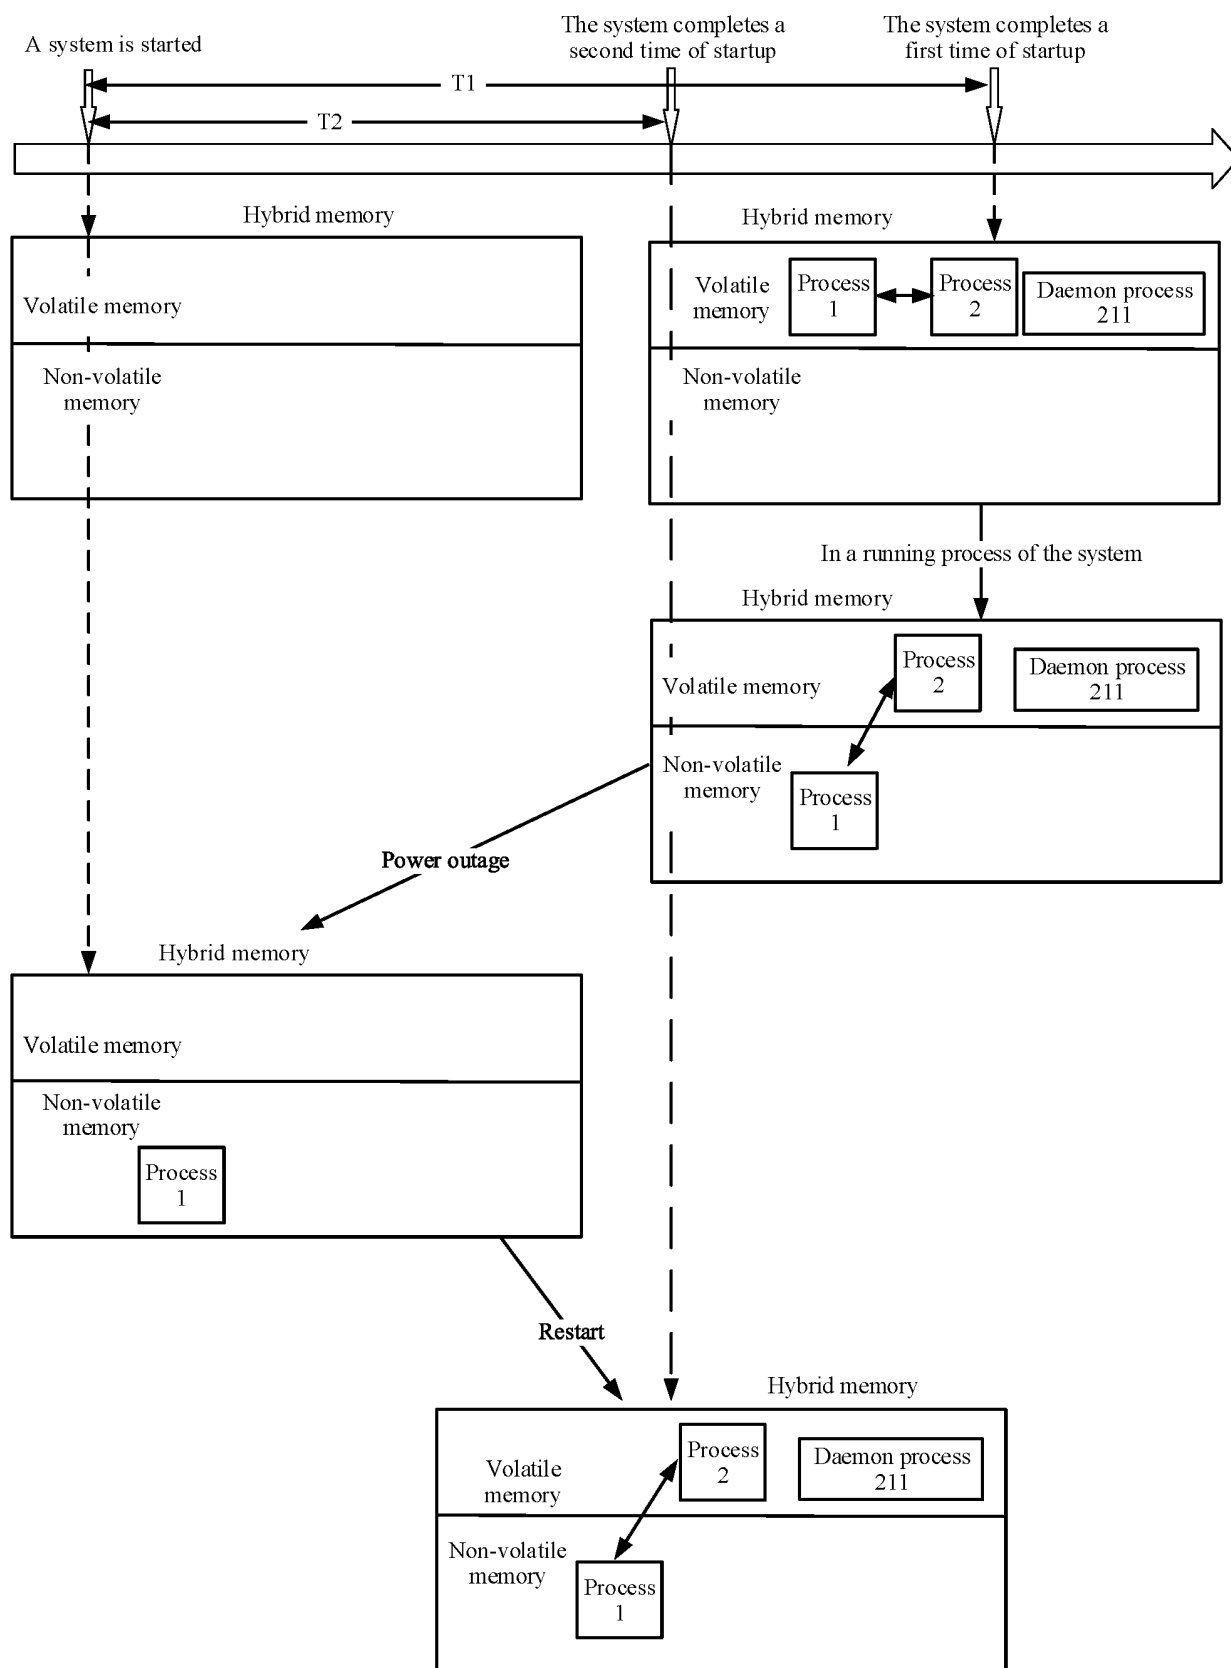 A system is started
The system completes a
second time of startup
The system completes a
first time of startup
T1
T2
Hybrid memory
Volatile memory
Non-volatile
memory
Hybrid memory
Volatile
memory
Process
1
Process
2
Daemon process
211
Non-volatile
memory
In a running process of the system
Hybrid memory
Volatile memory
Process
2
Daemon process
211
Non-volatile
memory
Process
1
Power outage
Hybrid memory
Volatile memory
Non-volatile
memory
Process
1
Restart
Hybrid memory
Volatile
memory
Process
2
Daemon process
211
Non-volatile
memory
Process
1